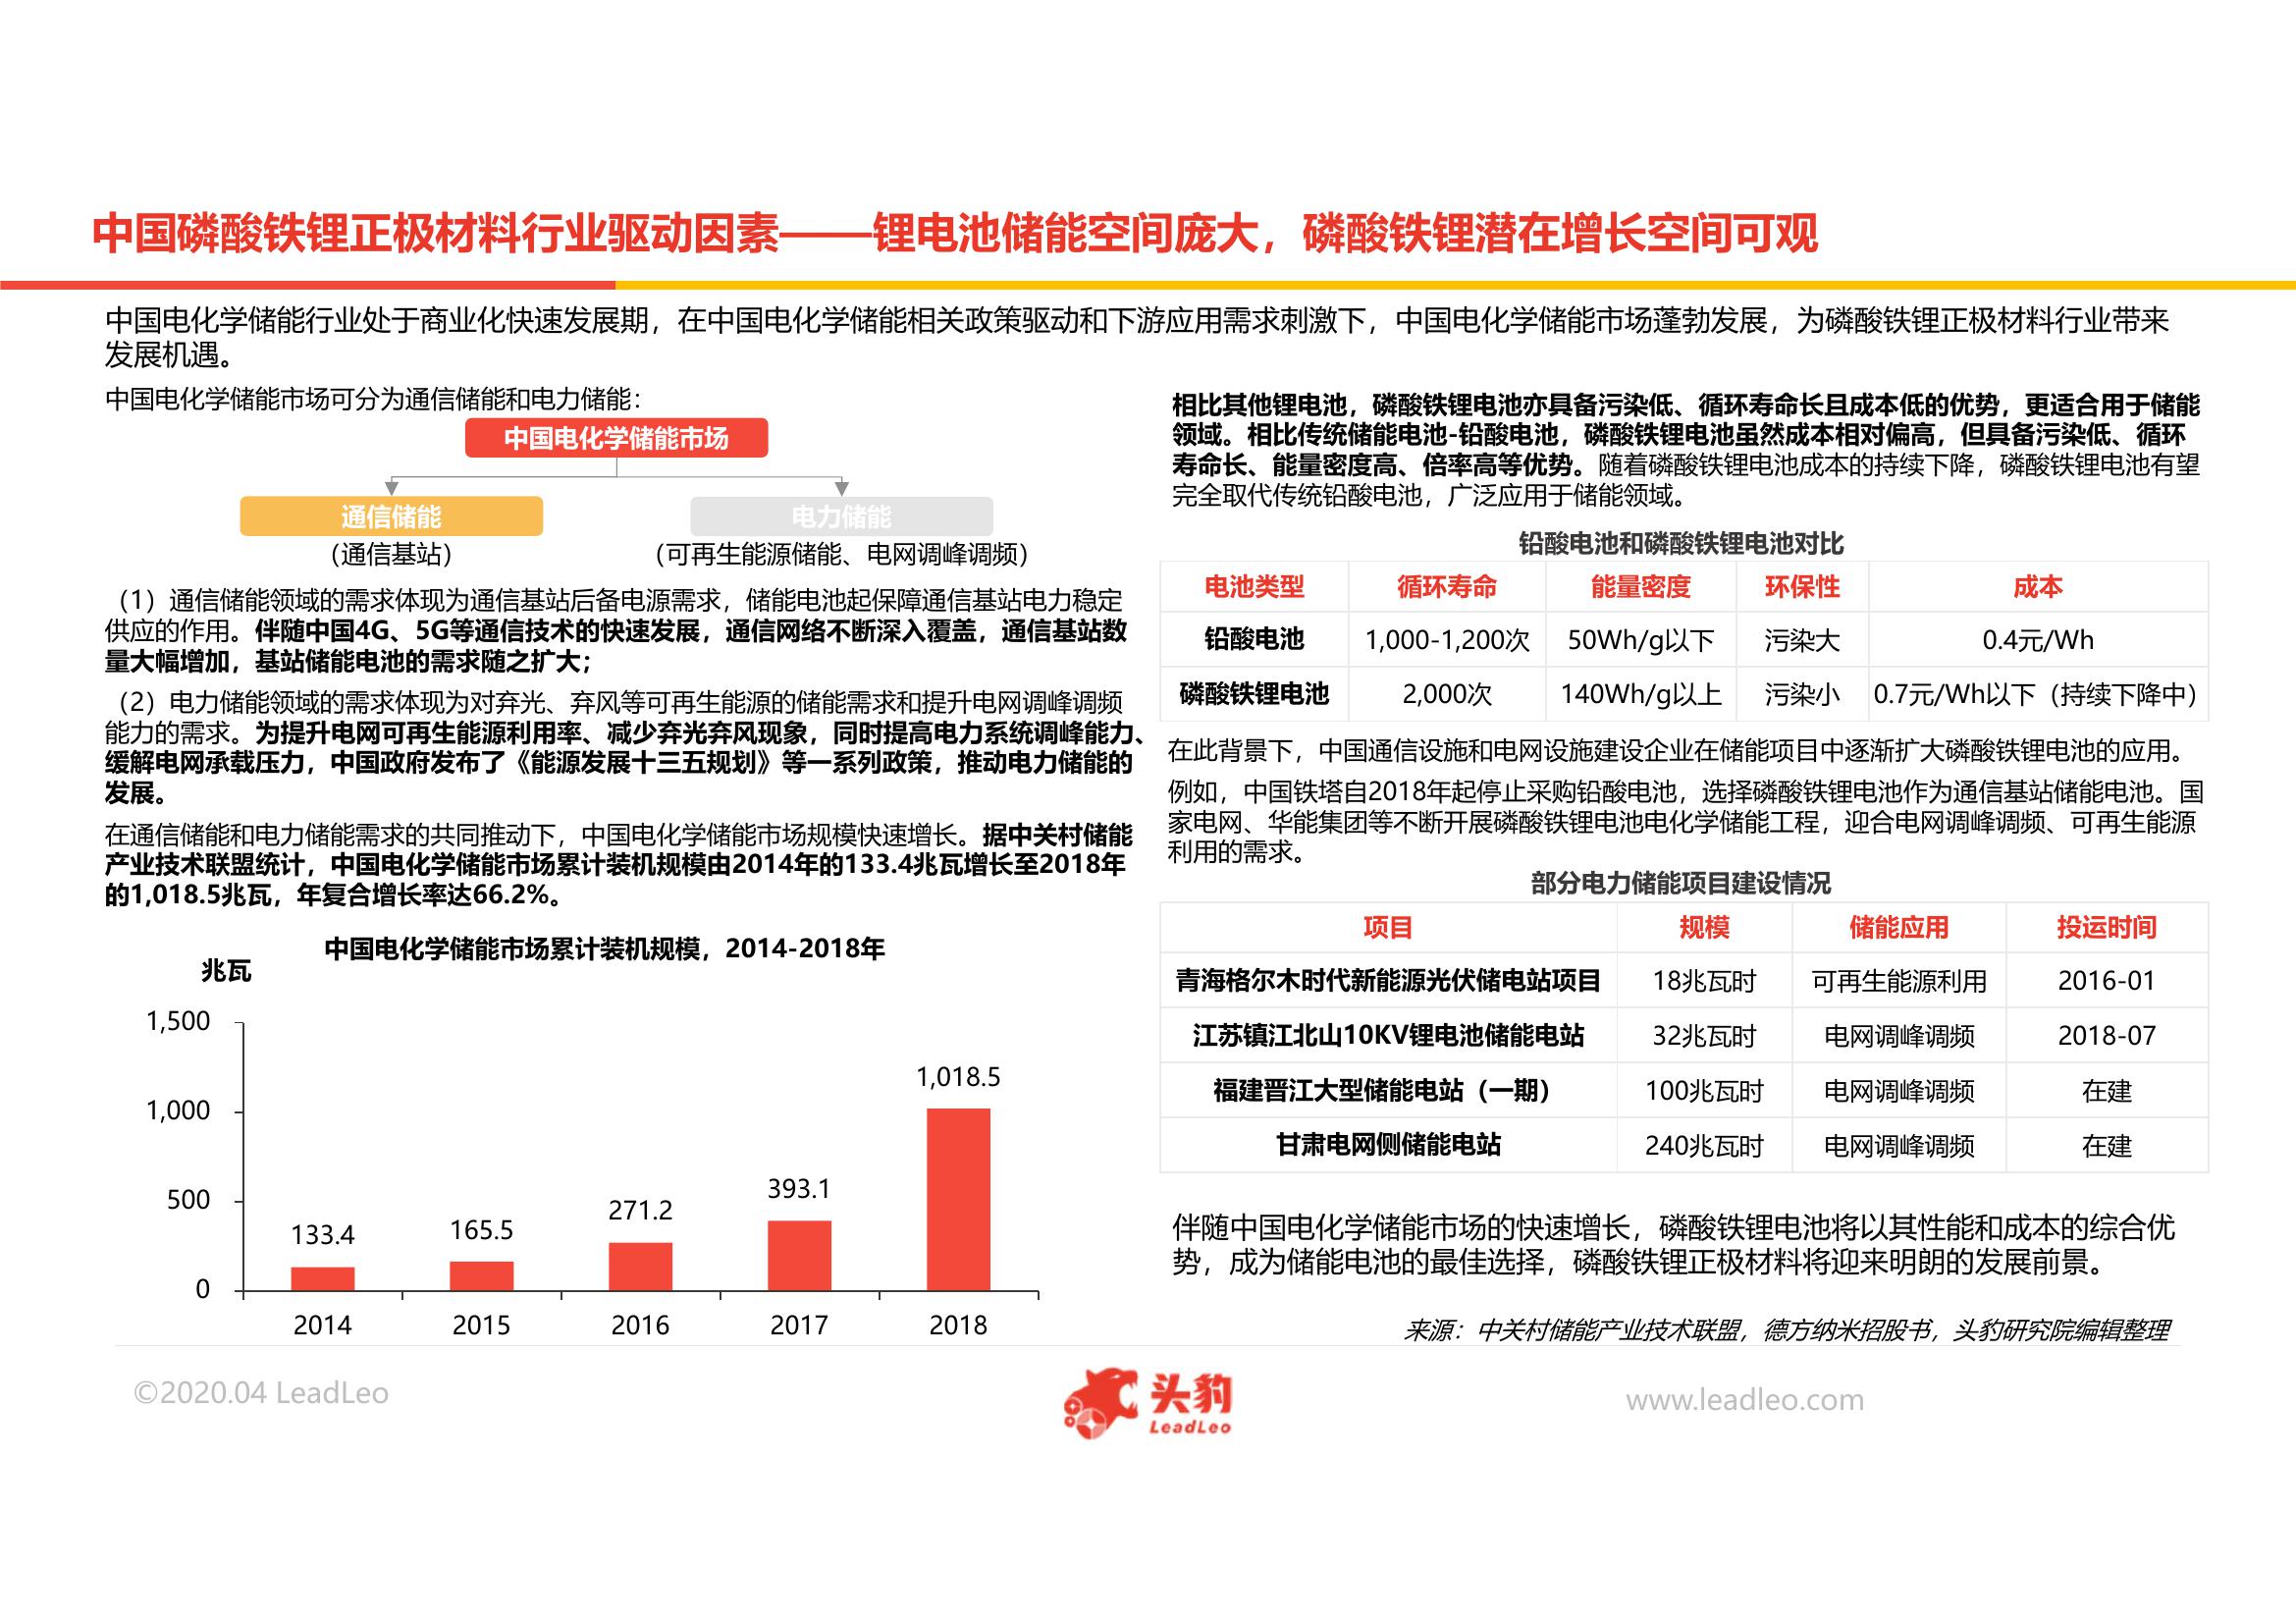 中国磷酸铁锂正极材料行业驱动因素——锂电池储能空间庞大，磷酸铁锂潜在增长空间可观
中国电化学储能行业处于商业化快速发展期，在中国电化学储能相关政策驱动和下游应用需求刺激下，中国电化学储能市场蓬勃发展，为磷酸铁锂正极材料行业带来
发展机遇。
中国电化学储能市场可分为通信储能和电力储能：
中国电化学储能市场
通信储能 电力储能
（通信基站） （可再生能源储能、电网调峰调频）
（1）通信储能领域的需求体现为通信基站后备电源需求，储能电池起保障通信基站电力稳定
供应的作用。伴随中国4G、5G等通信技术的快速发展，通信网络不断深入覆盖，通信基站数
量大幅增加，基站储能电池的需求随之扩大；
（2）电力储能领域的需求体现为对弃光、弃风等可再生能源的储能需求和提升电网调峰调频
能力的需求。为提升电网可再生能源利用率、减少弃光弃风现象，同时提高电力系统调峰能力、
缓解电网承载压力，中国政府发布了《能源发展十三五规划》等一系列政策，推动电力储能的
发展。
在通信储能和电力储能需求的共同推动下，中国电化学储能市场规模快速增长。据中关村储能
产业技术联盟统计，中国电化学储能市场累计装机规模由2014年的133.4兆瓦增长至2018年
的1,018.5兆瓦，年复合增长率达66.2%。
中国电化学储能市场累计装机规模，2014-2018年
兆瓦
1,500
1,000
500
0
133.4
165.5
271.2
393.1
1,018.5
2014 2015 2016 2017 2018
相比其他锂电池，磷酸铁锂电池亦具备污染低、循环寿命长且成本低的优势，更适合用于储能
领域。相比传统储能电池-铅酸电池，磷酸铁锂电池虽然成本相对偏高，但具备污染低、循环
寿命长、能量密度高、倍率高等优势。随着磷酸铁锂电池成本的持续下降，磷酸铁锂电池有望
完全取代传统铅酸电池，广泛应用于储能领域。
铅酸电池和磷酸铁锂电池对比
电池类型 循环寿命 能量密度 环保性 成本
铅酸电池 1,000-1,200次 50Wh/g以下 污染大 0.4元/Wh
磷酸铁锂电池 2,000次 140Wh/g以上 污染小 0.7元/Wh以下（持续下降中）
在此背景下，中国通信设施和电网设施建设企业在储能项目中逐渐扩大磷酸铁锂电池的应用。
例如，中国铁塔自2018年起停止采购铅酸电池，选择磷酸铁锂电池作为通信基站储能电池。国
家电网、华能集团等不断开展磷酸铁锂电池电化学储能工程，迎合电网调峰调频、可再生能源
利用的需求。
部分电力储能项目建设情况
项目 规模 储能应用 投运时间
青海格尔木时代新能源光伏储电站项目 18兆瓦时 可再生能源利用 2016-01
江苏镇江北山10KV锂电池储能电站 32兆瓦时 电网调峰调频 2018-07
福建晋江大型储能电站（一期） 100兆瓦时 电网调峰调频 在建
甘肃电网侧储能电站 240兆瓦时 电网调峰调频 在建
伴随中国电化学储能市场的快速增长，磷酸铁锂电池将以其性能和成本的综合优
势，成为储能电池的最佳选择，磷酸铁锂正极材料将迎来明朗的发展前景。
来源：中关村储能产业技术联盟，德方纳米招股书，头豹研究院编辑整理
©2020.04 LeadLeo
头豹
LeadLeo
www.leadleo.com